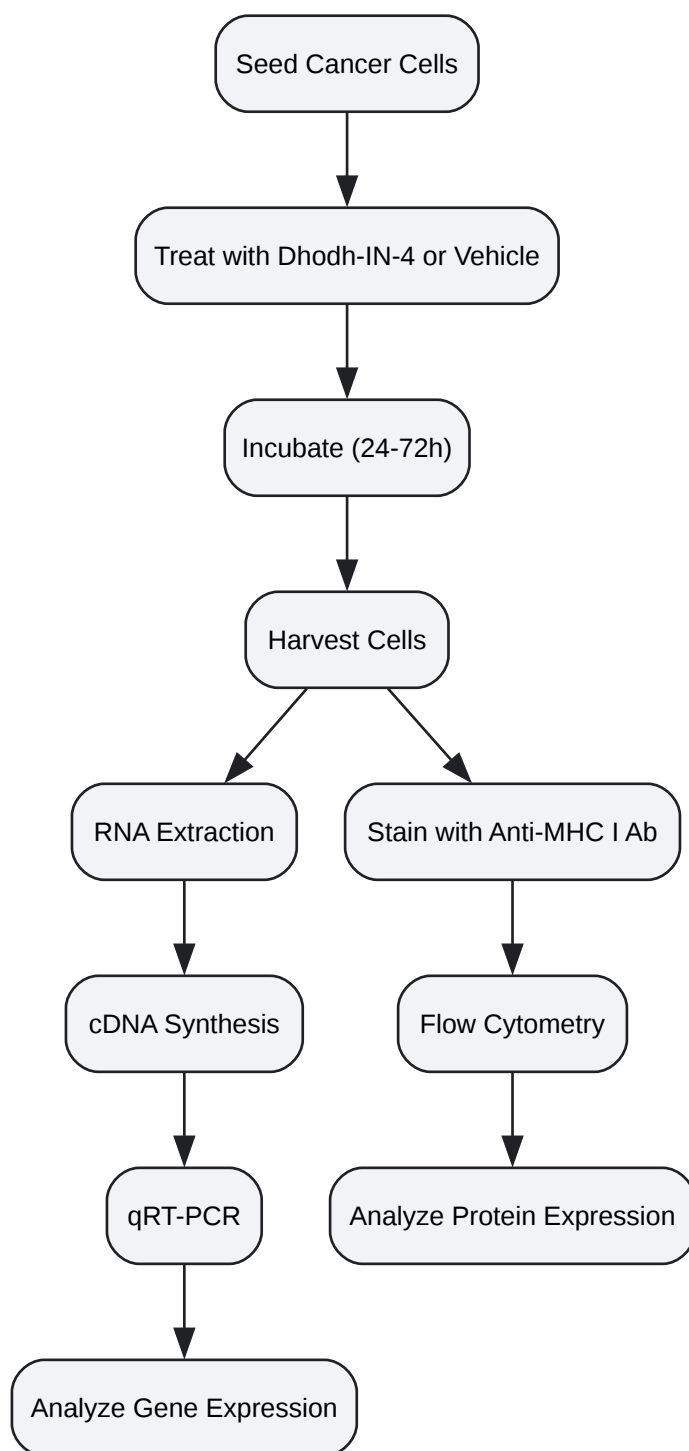 Seed Cancer Cells
Treat with Dhodh-IN-4 or Vehicle
Incubate (24-72h)
Harvest Cells
RNA Extraction
Stain with Anti-MHC I Ab
cDNA Synthesis
Flow Cytometry
qRT-PCR
Analyze Protein Expression
Analyze Gene Expression